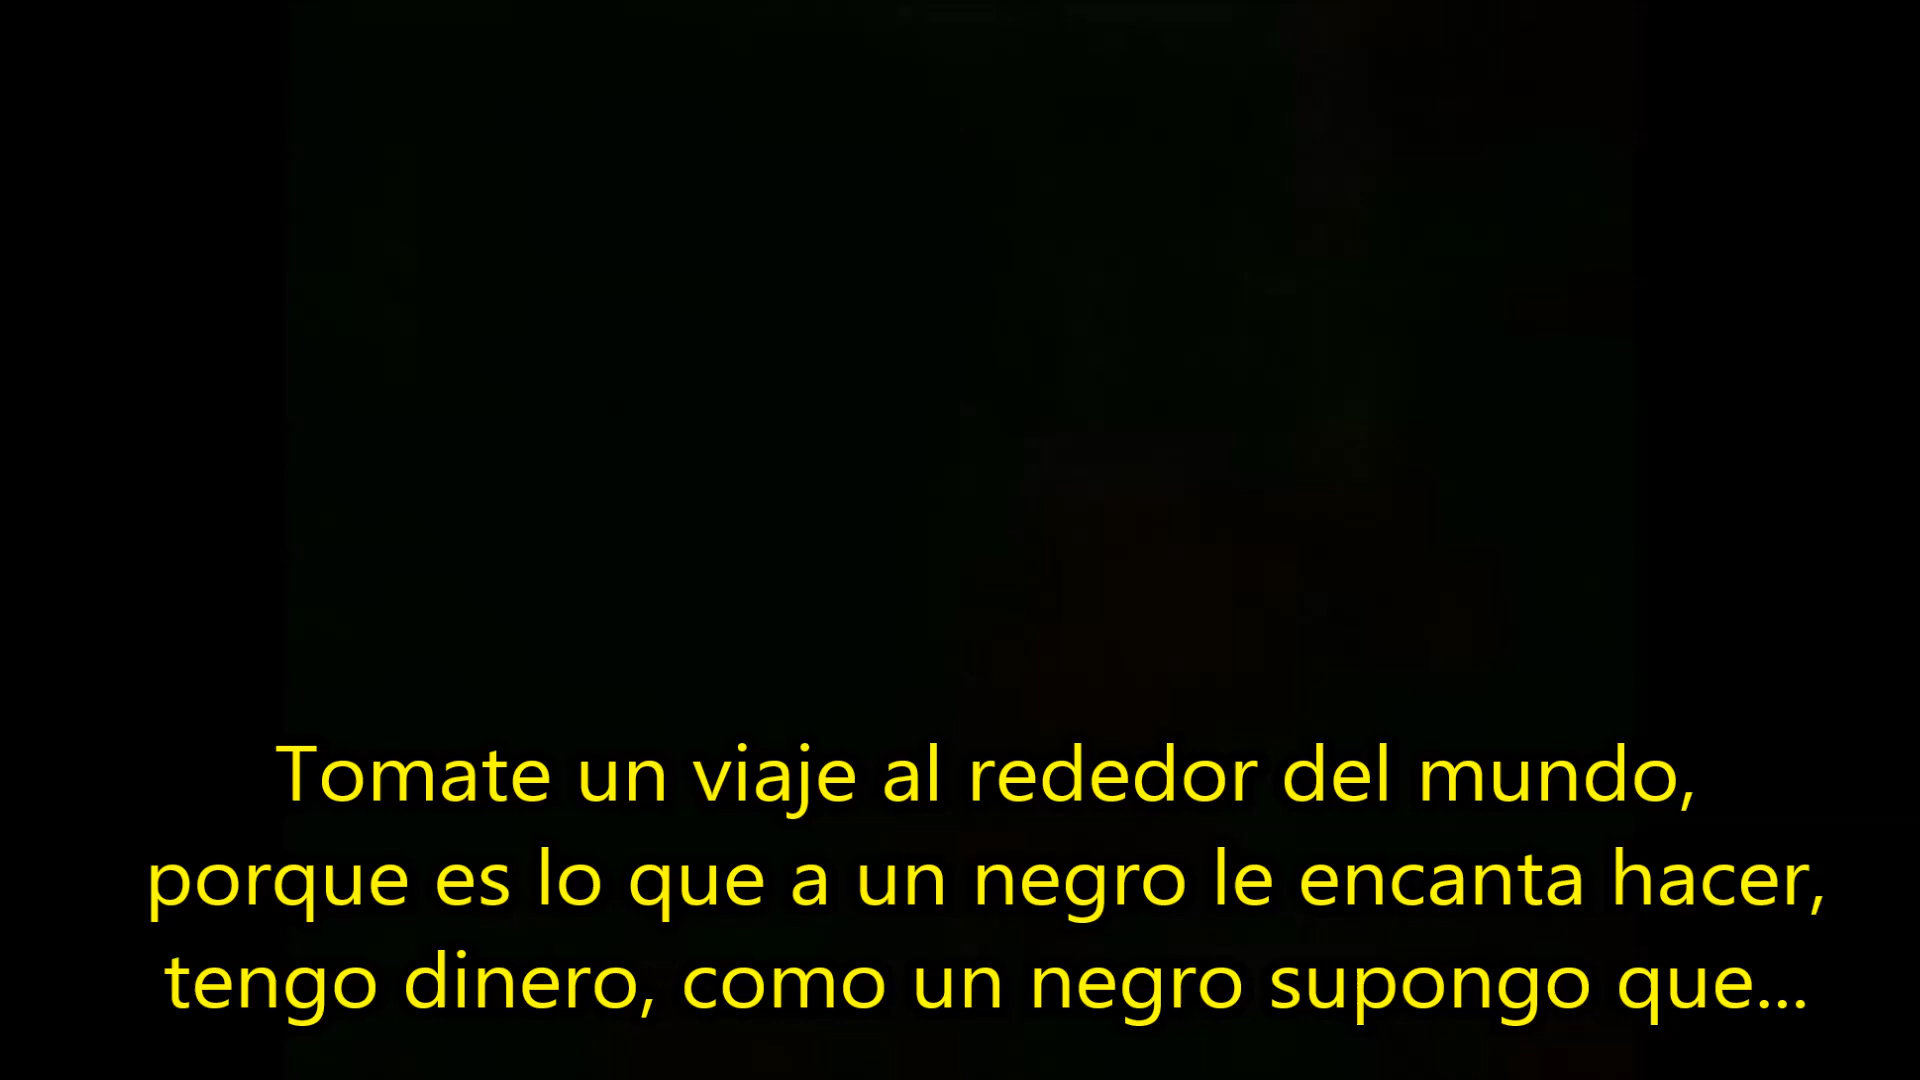 Tomate un viaje al rededor del mundo,
porque es lo que a un negro le encanta hacer,
tengo dinero, como un negro supongo que...